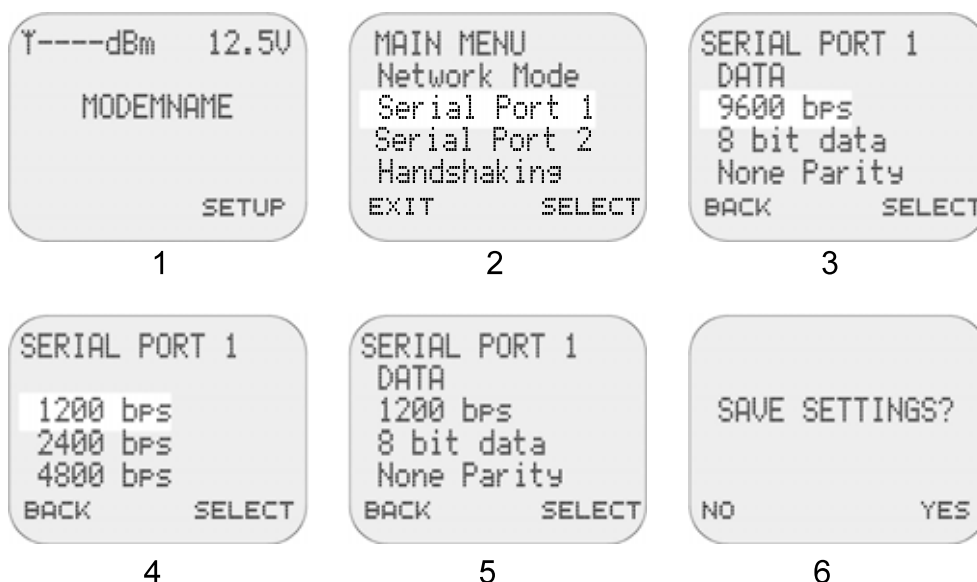 ----dBm 12.5V
MODEMNAME
SETUP
1
MAIN MENU
Network Mode
Serial Port 1
Serial Port 2
Handshaking
EXIT SELECT
2
SERIAL PORT 1
DATA
9600 bps
8 bit data
None Parity
BACK SELECT
3
SERIAL PORT 1
1200 bps
2400 bps
4800 bps
BACK SELECT
4
SERIAL PORT 1
DATA
1200 bps
8 bit data
None Parity
BACK SELECT
5
SAVE SETTINGS?
NO YES
6